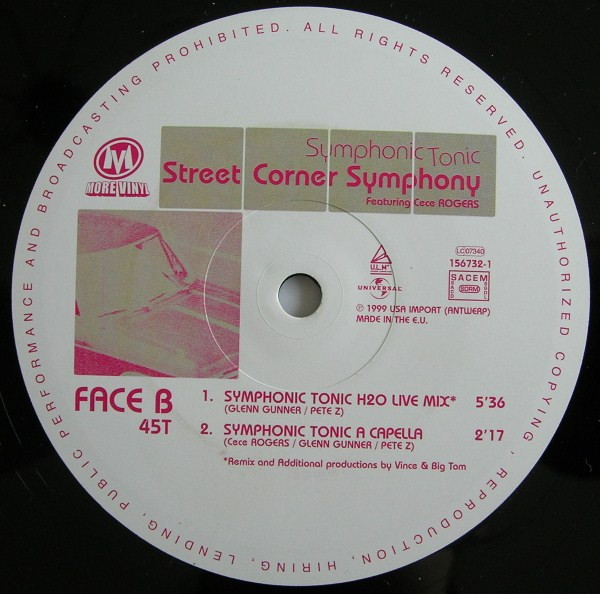 PUBLIC PERFORMANCE AND BROADCASTING PROHIBITED. ALL RIGHTS RESERVED. UNAUTHORIZED COPYING, REPRODUCTION, HIRING, LENDING,
M
MORE VINYL
Symphonic Tonic
Street Corner Symphony
Featuring Cece ROGERS
U.L.M
UNIVERSAL
LC 07340
156732-1
SACEM
SDRM
℗ 1999 USA IMPORT (ANTWERP)
MADE IN THE E.U.
FACE B
45T
1. SYMPHONIC TONIC H2O LIVE MIX* 5'36
(GLENN GUNNER / PETE Z)
2. SYMPHONIC TONIC A CAPELLA 2'17
(Cece ROGERS / GLENN GUNNER / PETE Z)
*Remix and Additional productions by Vince & Big Tom